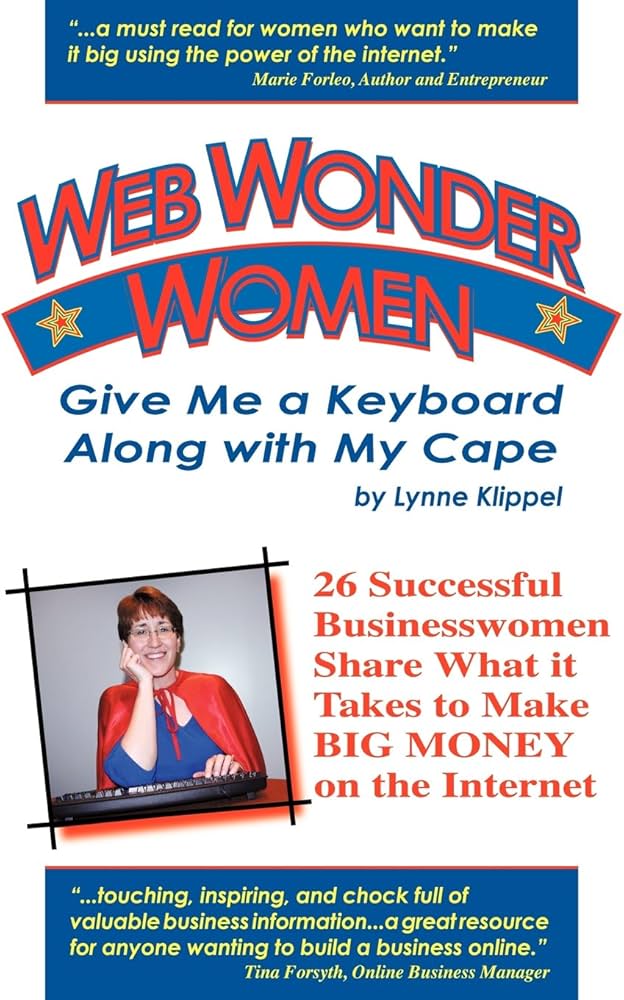 “...a must read for women who want to make
it big using the power of the internet.”
Marie Forleo, Author and Entrepreneur
WEB WONDER
WOMEN
Give Me a Keyboard
Along with My Cape
by Lynne Klippel
26 Successful
Businesswomen
Share What it
Takes to Make
BIG MONEY
on the Internet
“...touching, inspiring, and chock full of
valuable business information...a great resource
for anyone wanting to build a business online.”
Tina Forsyth, Online Business Manager